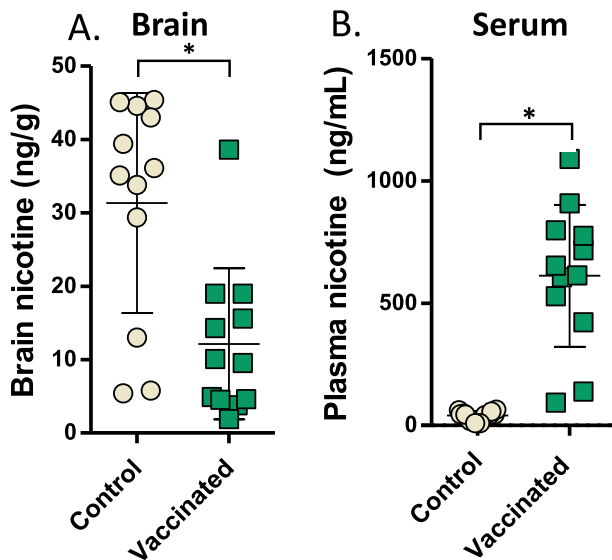 A.
Brain
*
Brain nicotine (ng/g)
50
40
30
20
10
0
Control
Vaccinated
B.
Serum
*
Plasma nicotine (ng/mL)
1500
1000
500
0
Control
Vaccinated